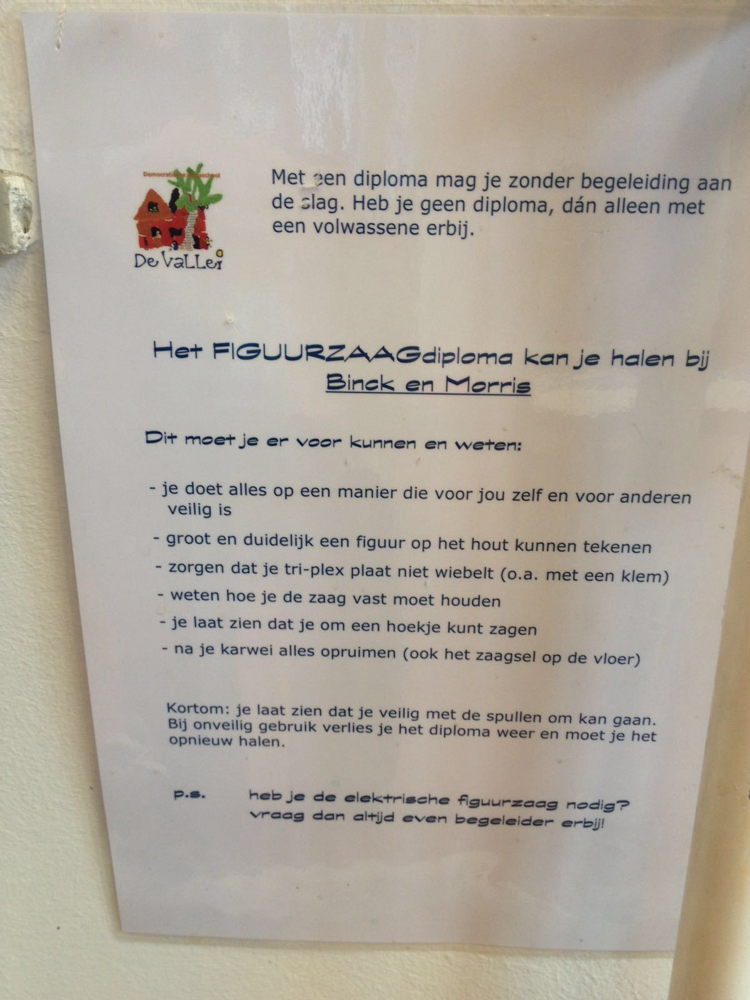 Met een diploma mag je zonder begeleiding aan
de slag. Heb je geen diploma, dán alleen met
een volwassene erbij.
Democratische
De VaLLei
Het FIGUURZAAGdiploma kan je halen bij
Binck en Morris
Dit moet je er voor kunnen en weten:
- je doet alles op een manier die voor jou zelf en voor anderen
veilig is
- groot en duidelijk een figuur op het hout kunnen tekenen
- zorgen dat je tri-plex plaat niet wiebelt (o.a. met een klem)
- weten hoe je de zaag vast moet houden
- je laat zien dat je om een hoekje kunt zagen
- na je karwei alles opruimen (ook het zaagsel op de vloer)
Kortom: je laat zien dat je veilig met de spullen om kan gaan.
Bij onveilig gebruik verlies je het diploma weer en moet je het
opnieuw halen.
p.s. heb je de elektrische figuurzaag nodig?
vraag dan altijd even begeleider erbij!